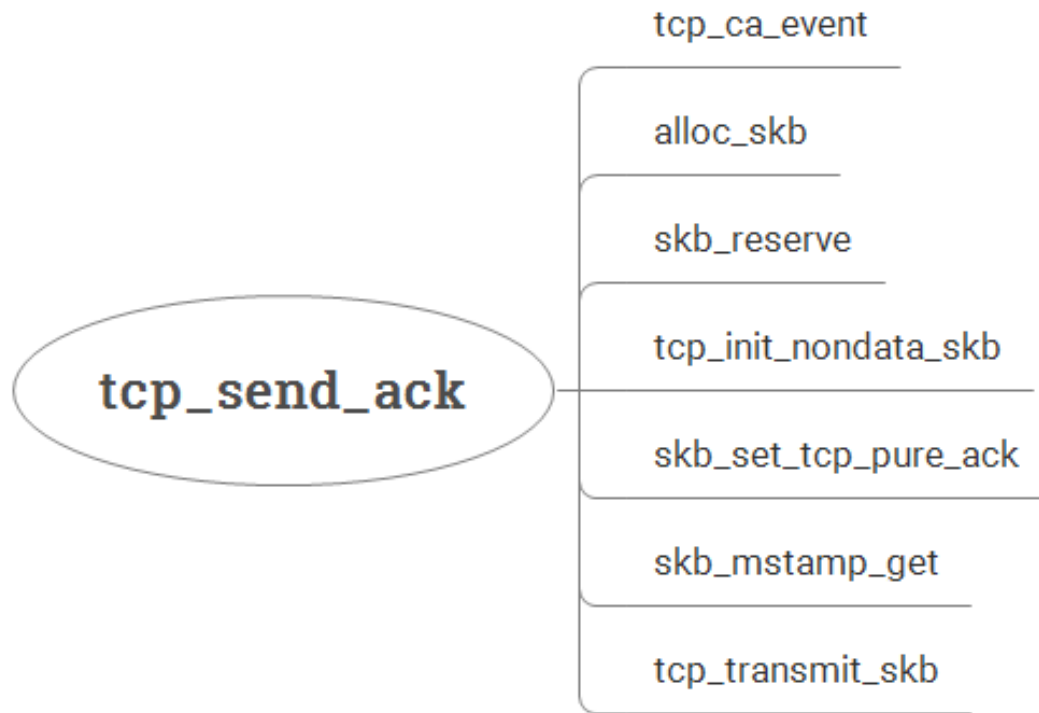 tcp_ca_event
alloc_skb
skb_reserve
tcp_send_ack
tcp_init_nondata_skb
skb_set_tcp_pure_ack
skb_mstamp_get
tcp_transmit_skb